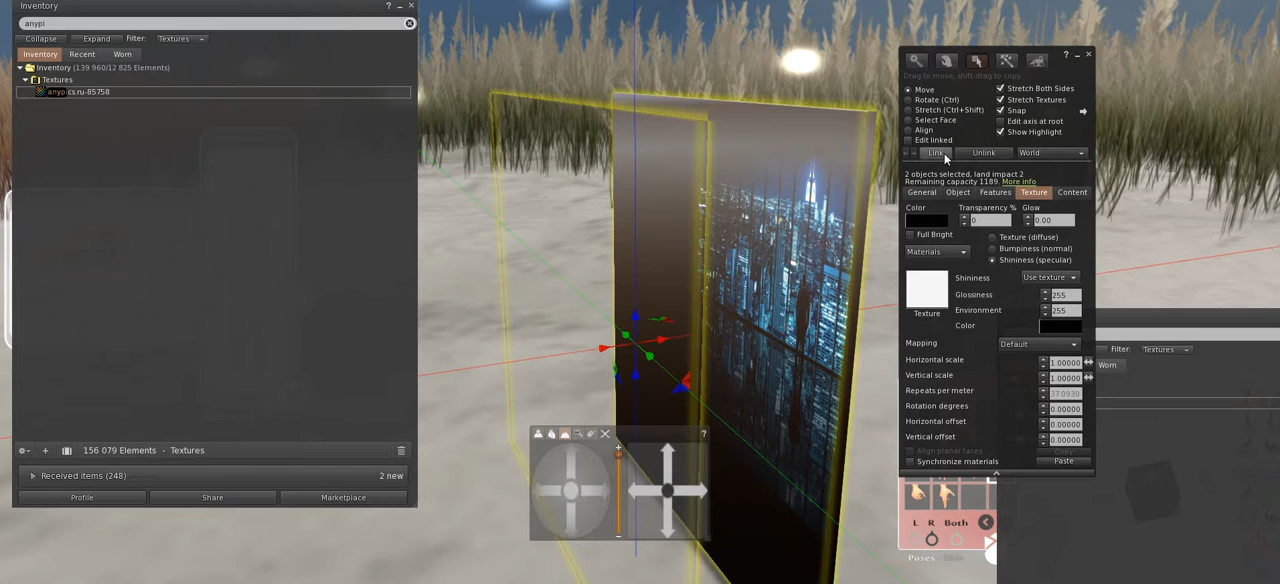 Inventory
? _ ×
anypi
Collapse Expand Filter: Textures
Inventory Recent Worn
Inventory (139 960/12 825 Elements)
Textures
anypics.ru-85758
156 079 Elements - Textures
Received items (248) 2 new
Profile Share Marketplace
?
? _ ×
Drag to move, shift-drag to copy
Move
Rotate (Ctrl)
Stretch (Ctrl+Shift)
Select Face
Align
Edit linked
Stretch Both Sides
Stretch Textures
Snap
Edit axis at root
Show Highlight
Link Unlink World
2 objects selected, land impact 2
Remaining capacity 1189. More info
General Object Features Texture Content
Color Transparency % Glow
0 0.00
Full Bright
Materials
Texture (diffuse)
Bumpiness (normal)
Shininess (specular)
Texture
Shininess Use texture
Glossiness 255
Environment 255
Color
Mapping Default
Horizontal scale 1.00000
Vertical scale 1.00000
Repeats per meter 37.0930
Rotation degrees 0.00000
Horizontal offset 0.00000
Vertical offset 0.00000
Align planar faces Copy
Synchronize materials Paste
Filter: Textures
Worn
L R Both
Poses